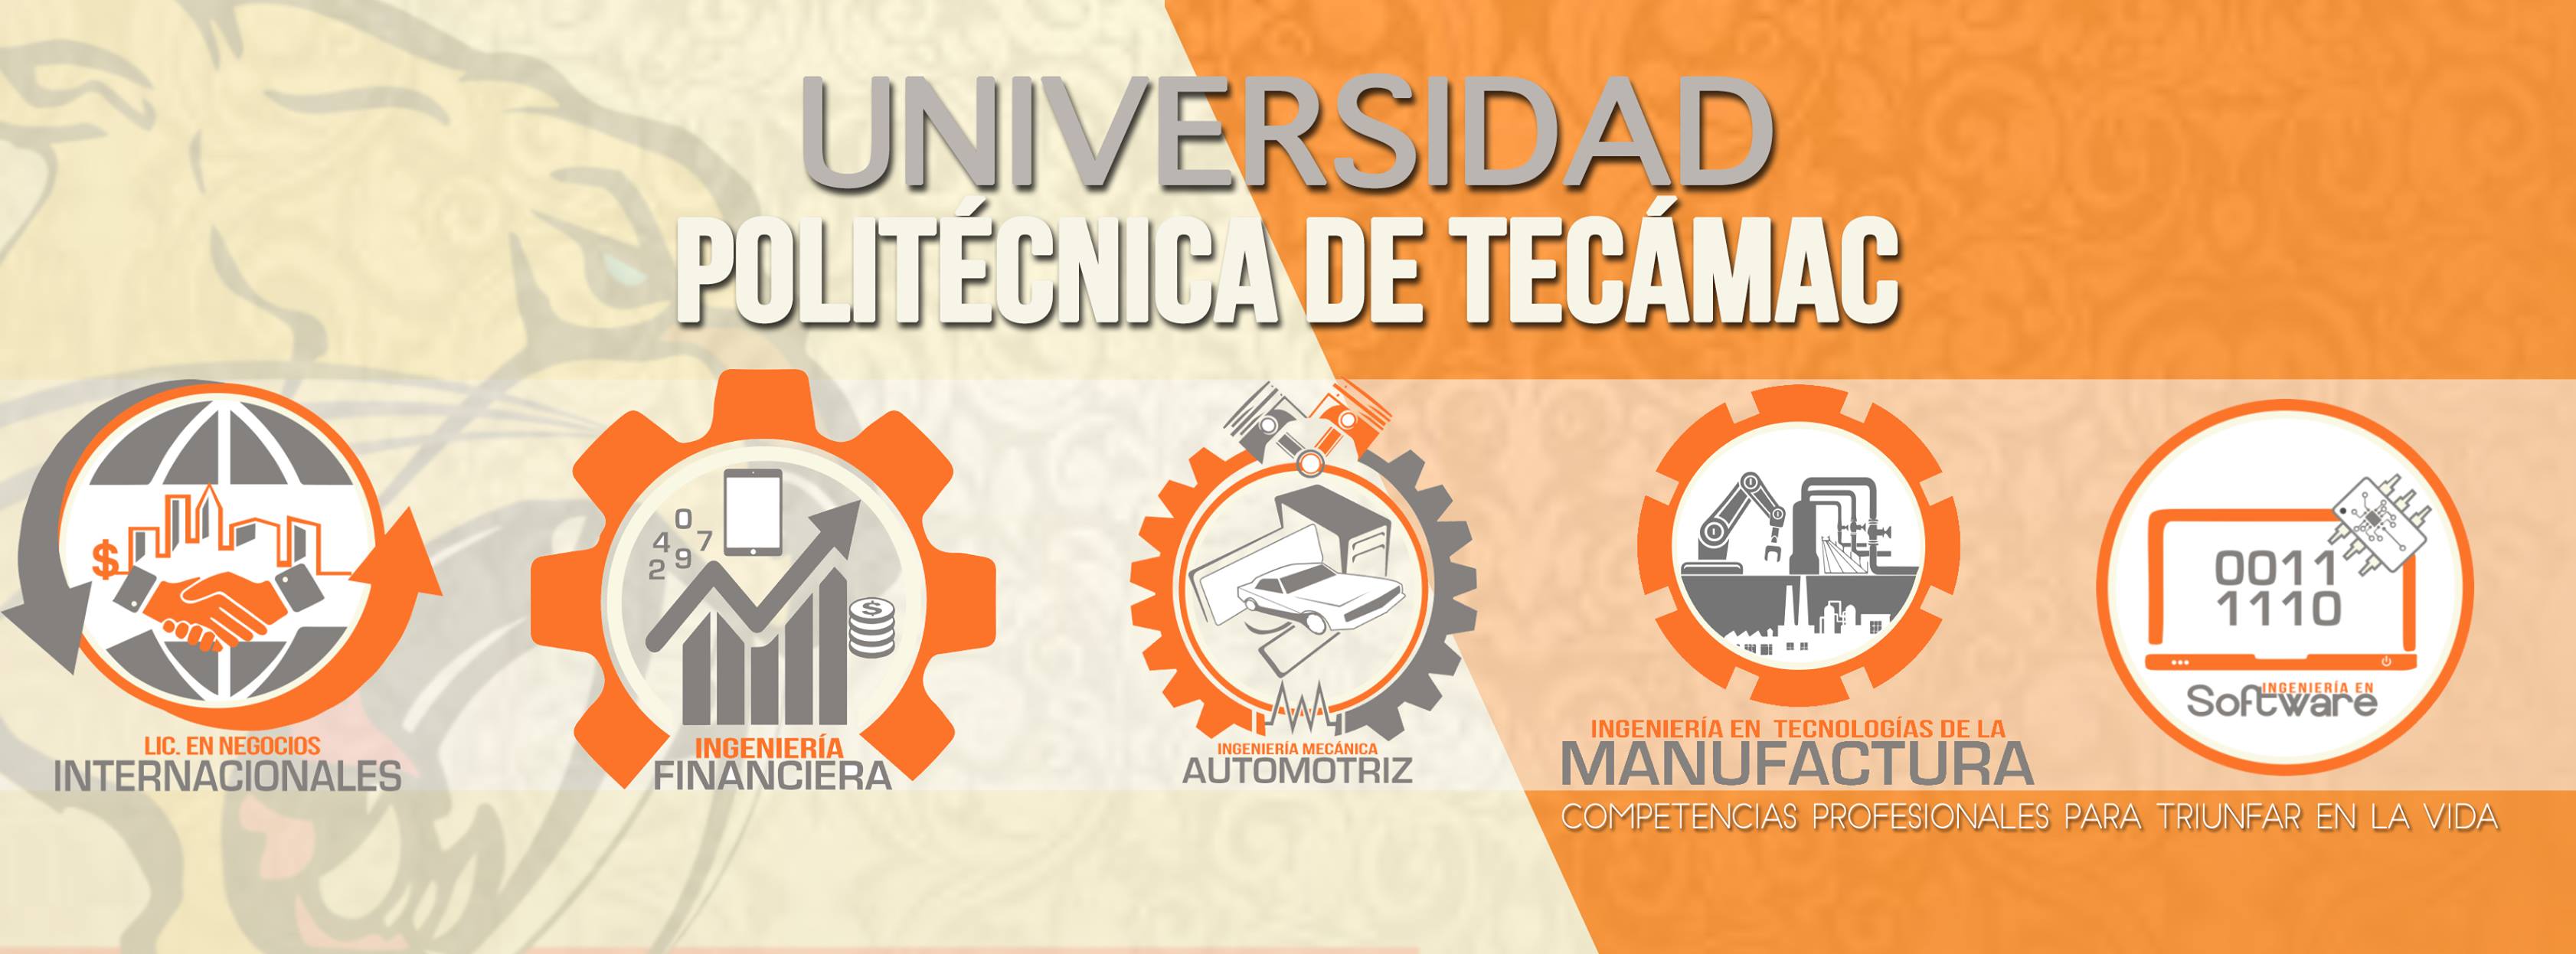 UNIVERSIDAD
POLITÉCNICA DE TECÁMAC
$
LIC. EN NEGOCIOS
INTERNACIONALES
0
4 9 7
2
$
INGENIERÍA
FINANCIERA
INGENIERÍA MECÁNICA
AUTOMOTRIZ
INGENIERÍA EN TECNOLOGÍAS DE LA
MANUFACTURA
0011
1110
INGENIERÍA EN
Software
COMPETENCIAS PROFESIONALES PARA TRIUNFAR EN LA VIDA